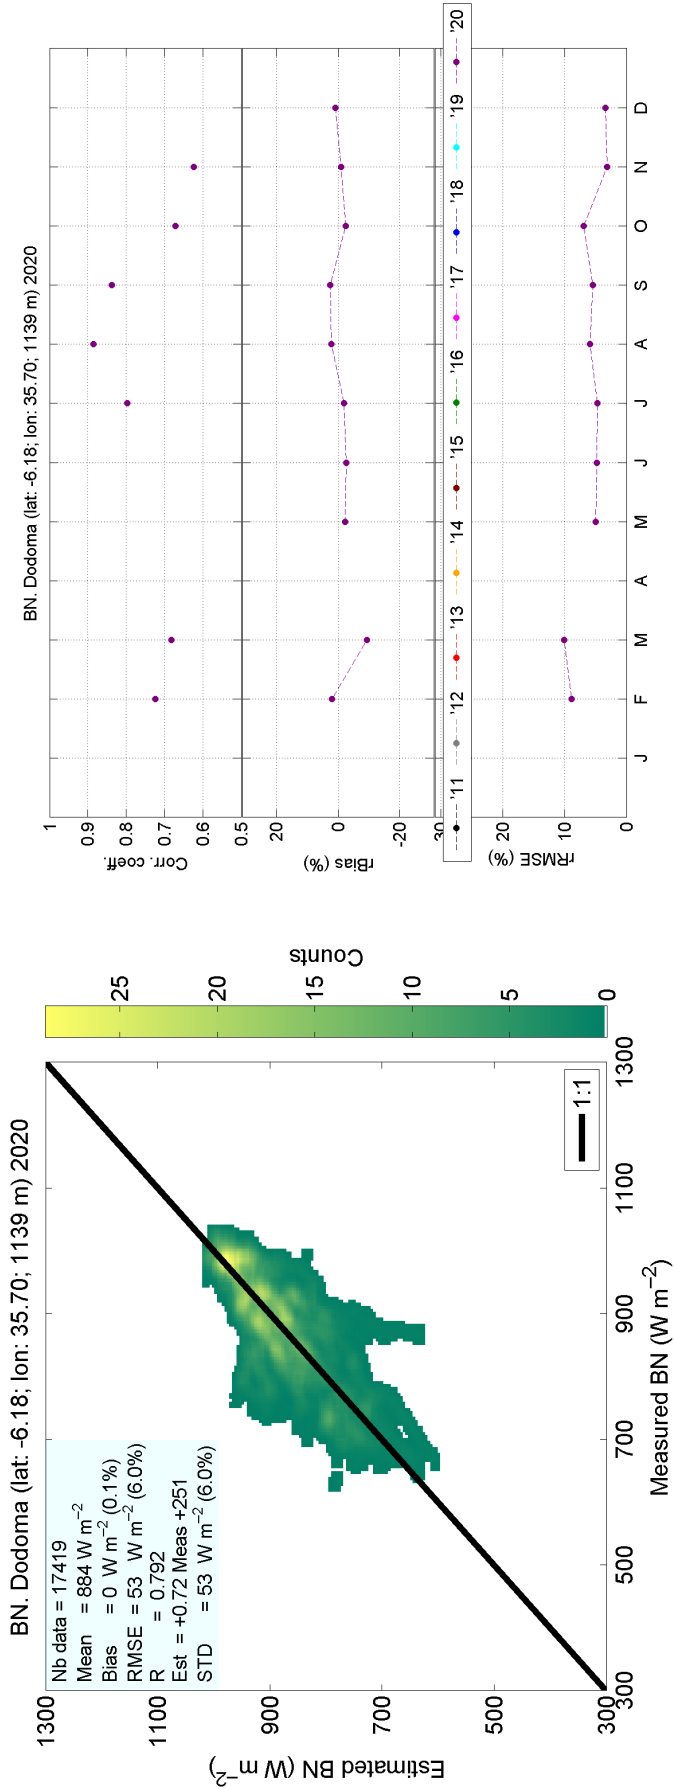 BN. Dodoma (lat: -6.18; lon: 35.70; 1139 m) 2020
Nb data = 17419
Mean = 884 W m−2
Bias = 0 W m−2 (0.1%)
RMSE = 53 W m−2 (6.0%)
R = 0.792
Est = +0.72 Meas +251
STD = 53 W m−2 (6.0%)
1300
1100
900
700
500
300
Estimated BN (W m−2)
300 500 700 900 1100 1300
Measured BN (W m−2)
1:1
25
20
15
10
5
0
Counts
BN. Dodoma (lat: -6.18; lon: 35.70; 1139 m) 2020
1
0.9
0.8
0.7
0.6
0.5
Corr. coeff.
20
0
-20
rBias (%)
'11 '12 '13 '14 '15 '16 '17 '18 '19 '20
30
20
10
0
rRMSE (%)
J F M A M J J A S O N D